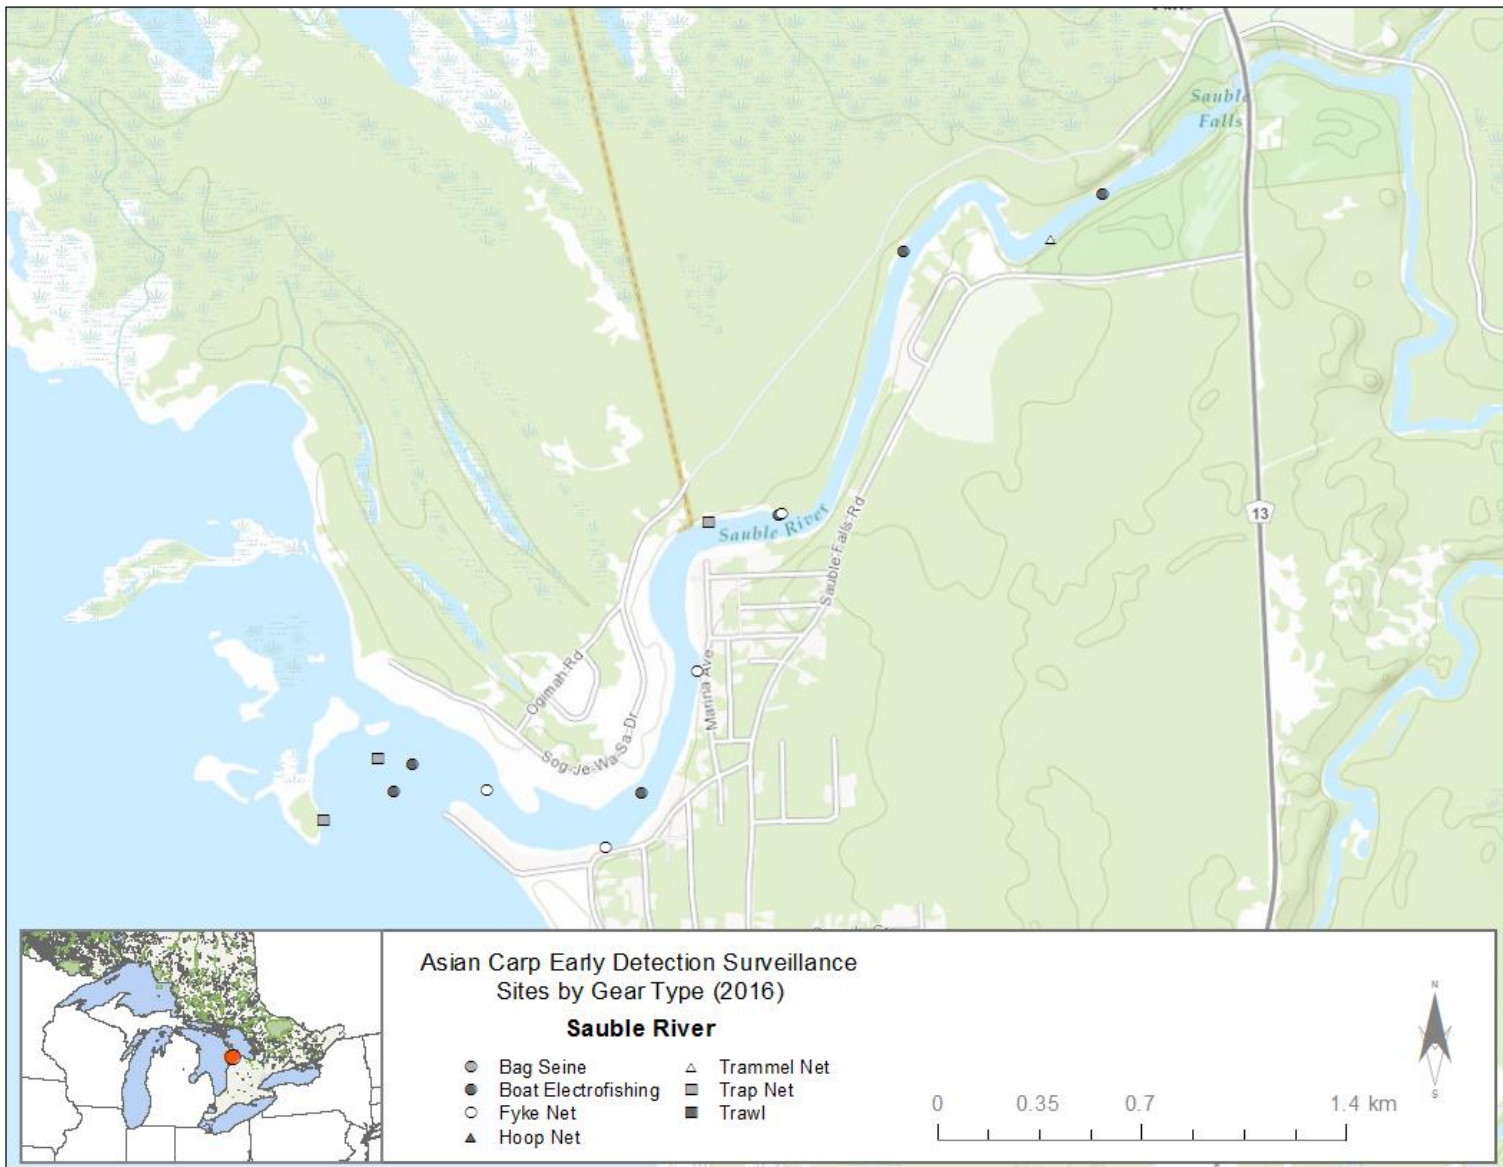 Sauble
Falls
13
Sauble River
Sauble Falls Rd
Marina Ave
Ogimah Rd
Sog-Je-Wa-Sa-Dr
Asian Carp Early Detection Surveillance
Sites by Gear Type (2016)
Sauble River
Bag Seine
Boat Electrofishing
Fyke Net
Hoop Net
Trammel Net
Trap Net
Trawl
N
S
0 0.35 0.7 1.4 km